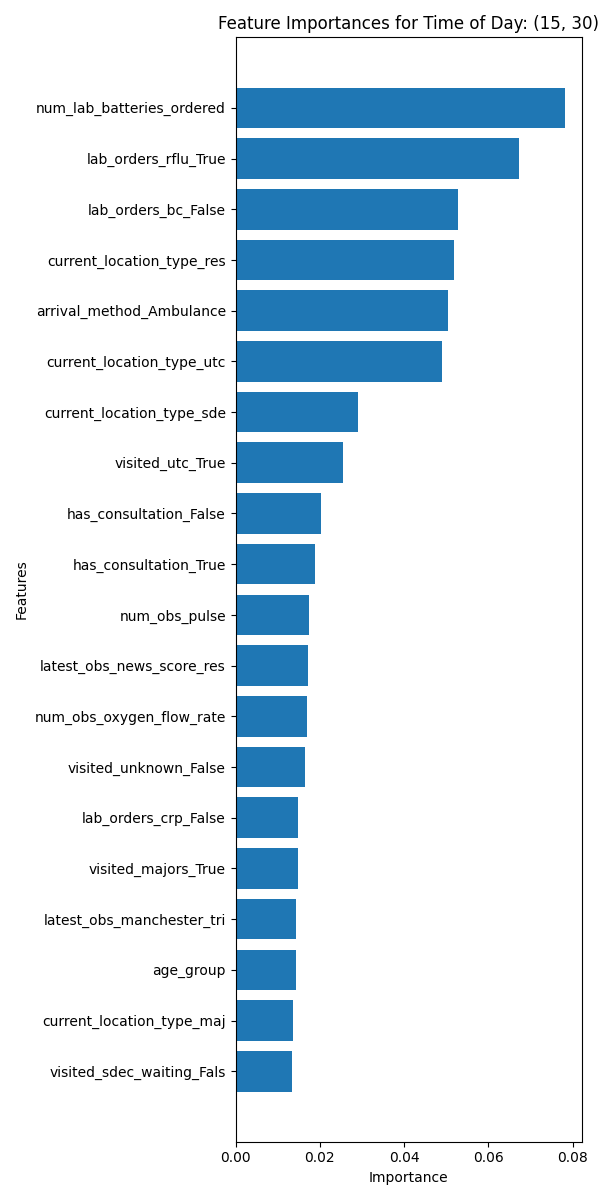 Feature Importances for Time of Day: (15, 30)
num_lab_batteries_ordered
lab_orders_rflu_True
lab_orders_bc_False
current_location_type_res
arrival_method_Ambulance
current_location_type_utc
current_location_type_sde
visited_utc_True
has_consultation_False
has_consultation_True
num_obs_pulse
latest_obs_news_score_res
num_obs_oxygen_flow_rate
visited_unknown_False
lab_orders_crp_False
visited_majors_True
latest_obs_manchester_tri
age_group
current_location_type_maj
visited_sdec_waiting_Fals
Features
0.00 0.02 0.04 0.06 0.08
Importance